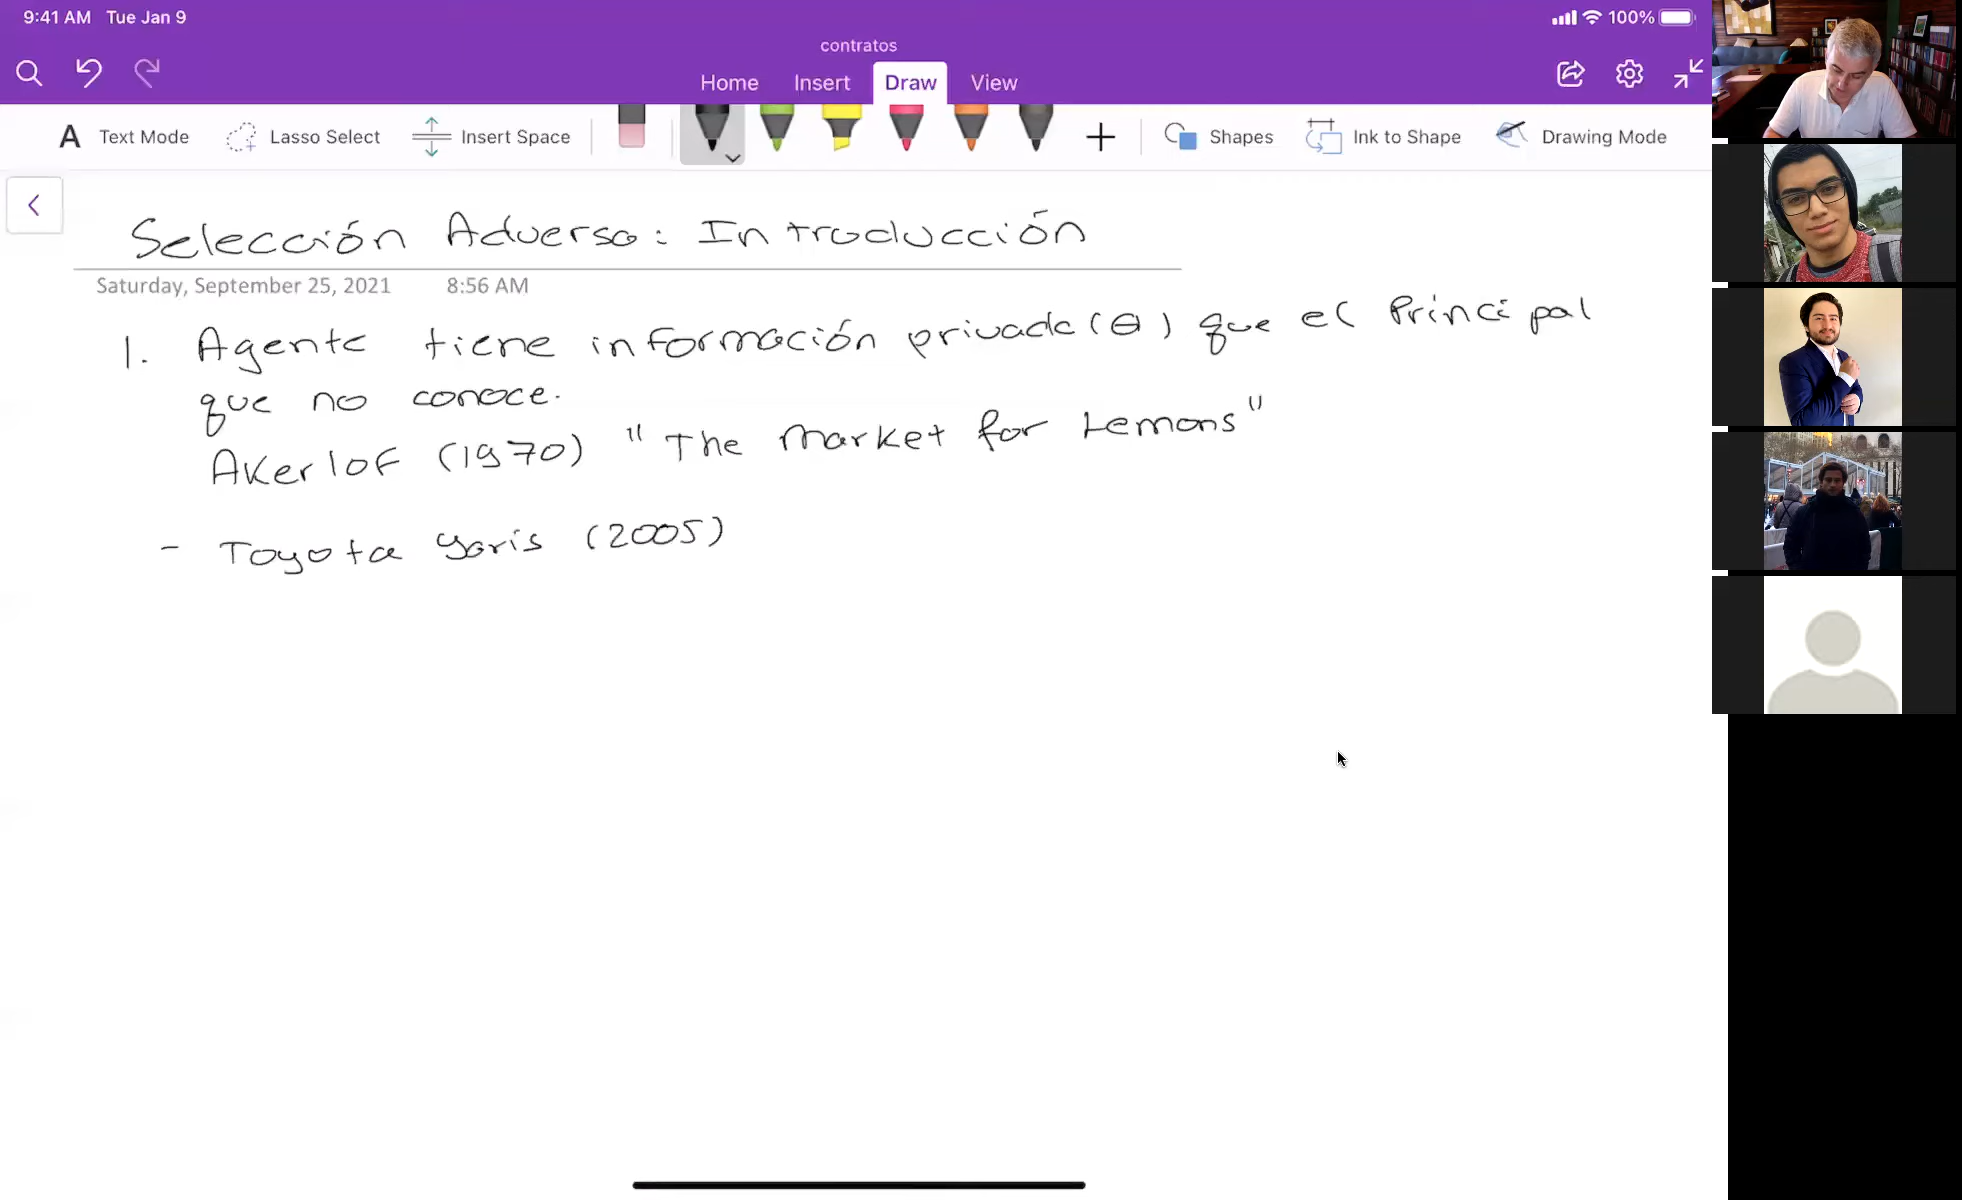 9:41 AM Tue Jan 9
100%
contratos
Home Insert Draw View
Text Mode Lasso Select Insert Space Shapes Ink to Shape Drawing Mode
Selección Adversa: Introducción
Saturday, September 25, 2021 8:56 AM
1. Agente tiene información privada (θ) que el Principal
que no conoce.
Akerlof (1970) "The Market for Lemons"
- Toyota Yaris (2005)